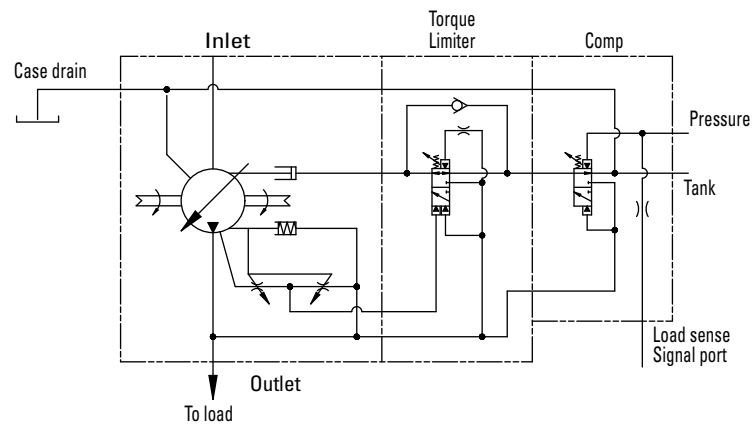 Torque
Limiter
Inlet
Comp
Case drain
Pressure
Tank
Load sense
Signal port
Outlet
To load